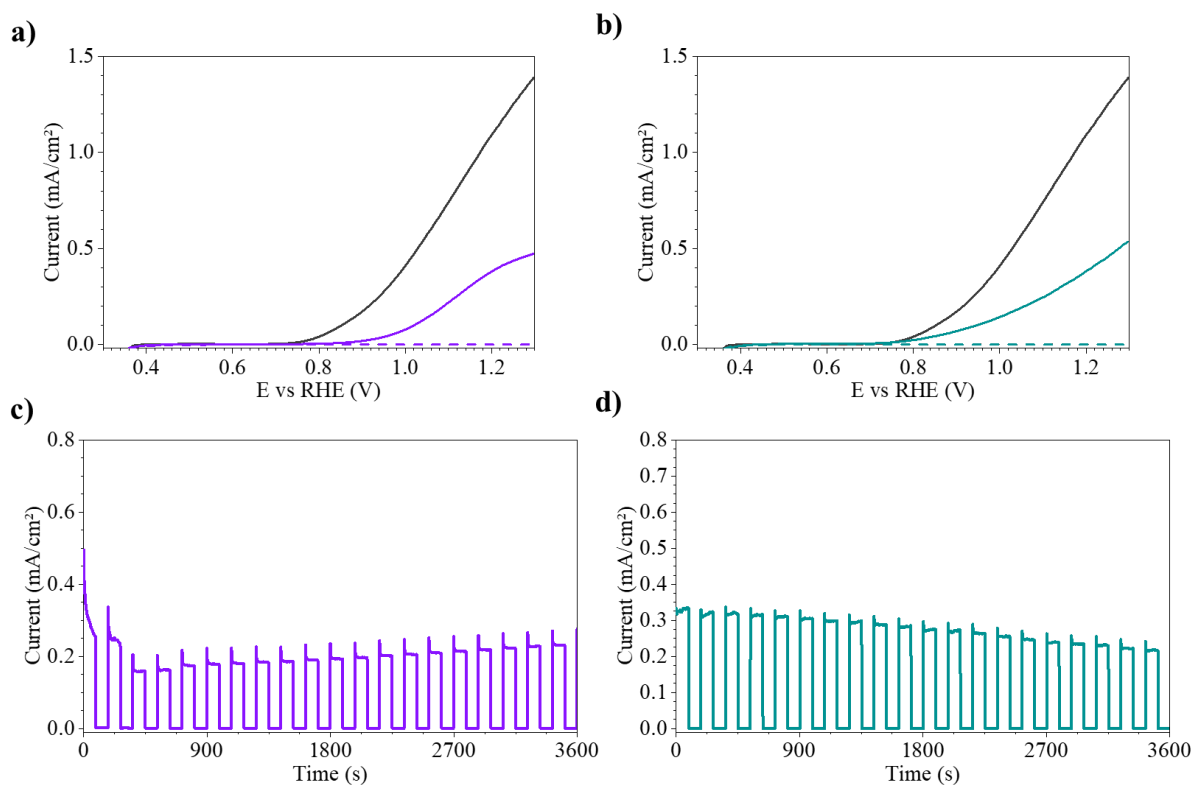 a)
1.5
1.0
0.5
0.0
Current (mA/cm²)
0.4 0.6 0.8 1.0 1.2
E vs RHE (V)
b)
1.5
1.0
0.5
0.0
Current (mA/cm²)
0.4 0.6 0.8 1.0 1.2
E vs RHE (V)
c)
0.8
0.6
0.4
0.2
0.0
Current (mA/cm²)
0 900 1800 2700 3600
Time (s)
d)
0.8
0.7
0.6
0.5
0.4
0.3
0.2
0.1
0.0
Current (mA/cm²)
0 900 1800 2700 3600
Time (s)